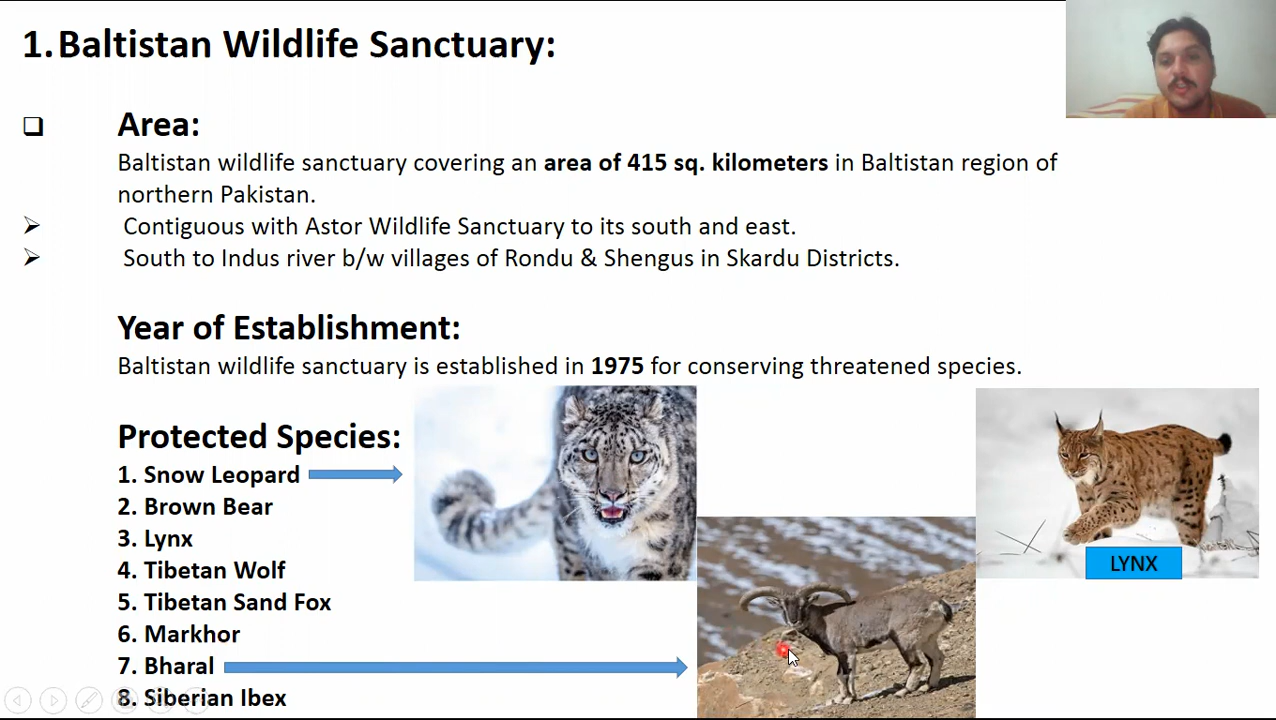 1. Baltistan Wildlife Sanctuary:
Area:
Baltistan wildlife sanctuary covering an area of 415 sq. kilometers in Baltistan region of
northern Pakistan.
Contiguous with Astor Wildlife Sanctuary to its south and east.
South to Indus river b/w villages of Rondu & Shengus in Skardu Districts.
Year of Establishment:
Baltistan wildlife sanctuary is established in 1975 for conserving threatened species.
Protected Species:
1. Snow Leopard
2. Brown Bear
3. Lynx
4. Tibetan Wolf
5. Tibetan Sand Fox
6. Markhor
7. Bharal
8. Siberian Ibex
LYNX